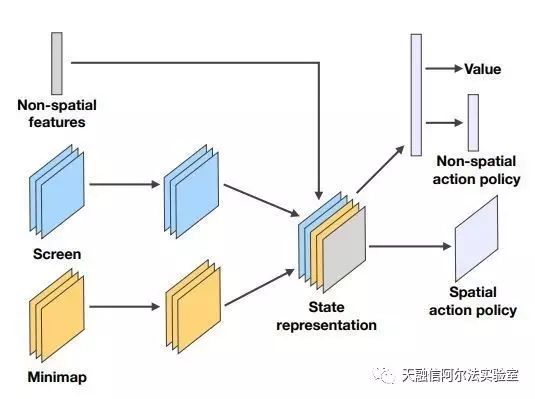 Value
Non-spatial
features
Non-spatial
action policy
Screen
State
representation
Spatial
action policy
Minimap
天融信阿尔法实验室